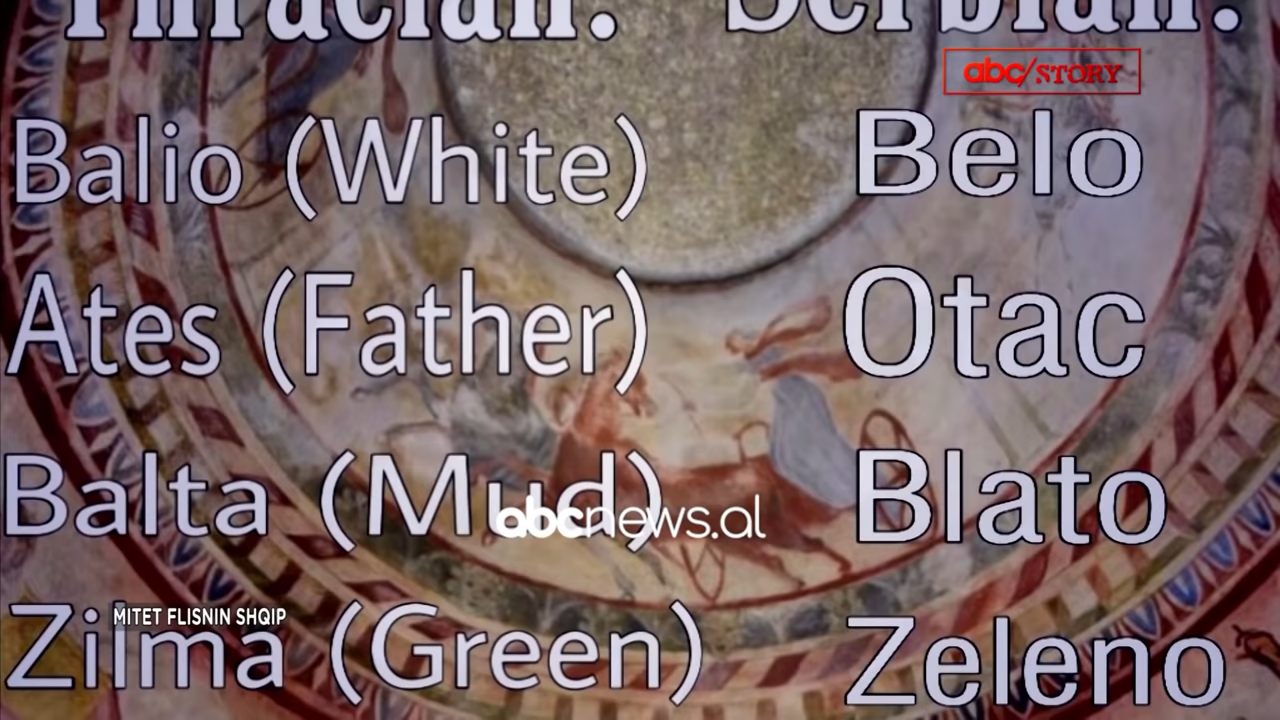 Thracian: Serbian:
abc/STORY
Balio (White) Belo
Ates (Father) Otac
Balta (Mud) Blato
abcnews.al
MITET FLISNIN SHQIP
Zilma (Green) Zeleno